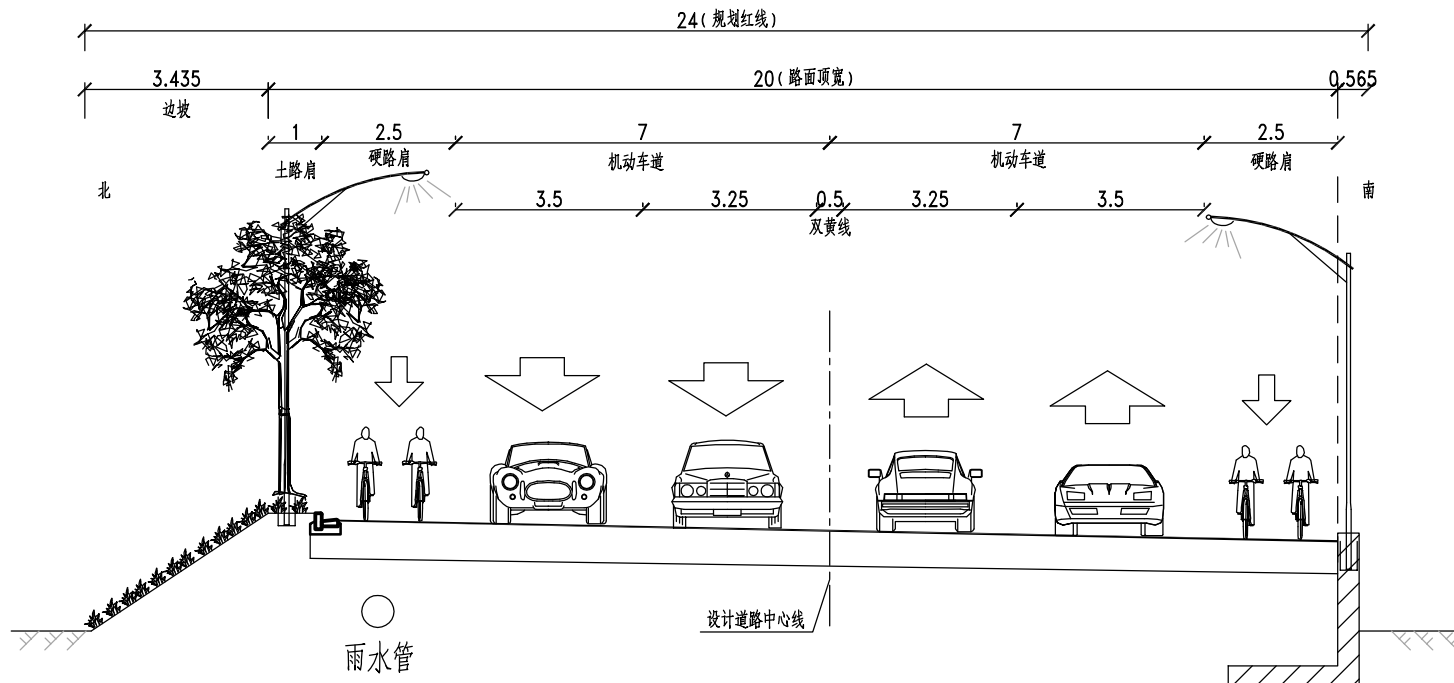 24(规划红线)
3.435
20(路面顶宽)
0.565
边坡
1
2.5
7
7
2.5
土路肩
硬路肩
机动车道
机动车道
硬路肩
北
南
3.5
3.25
0.5
3.25
3.5
双黄线
设计道路中心线
雨水管